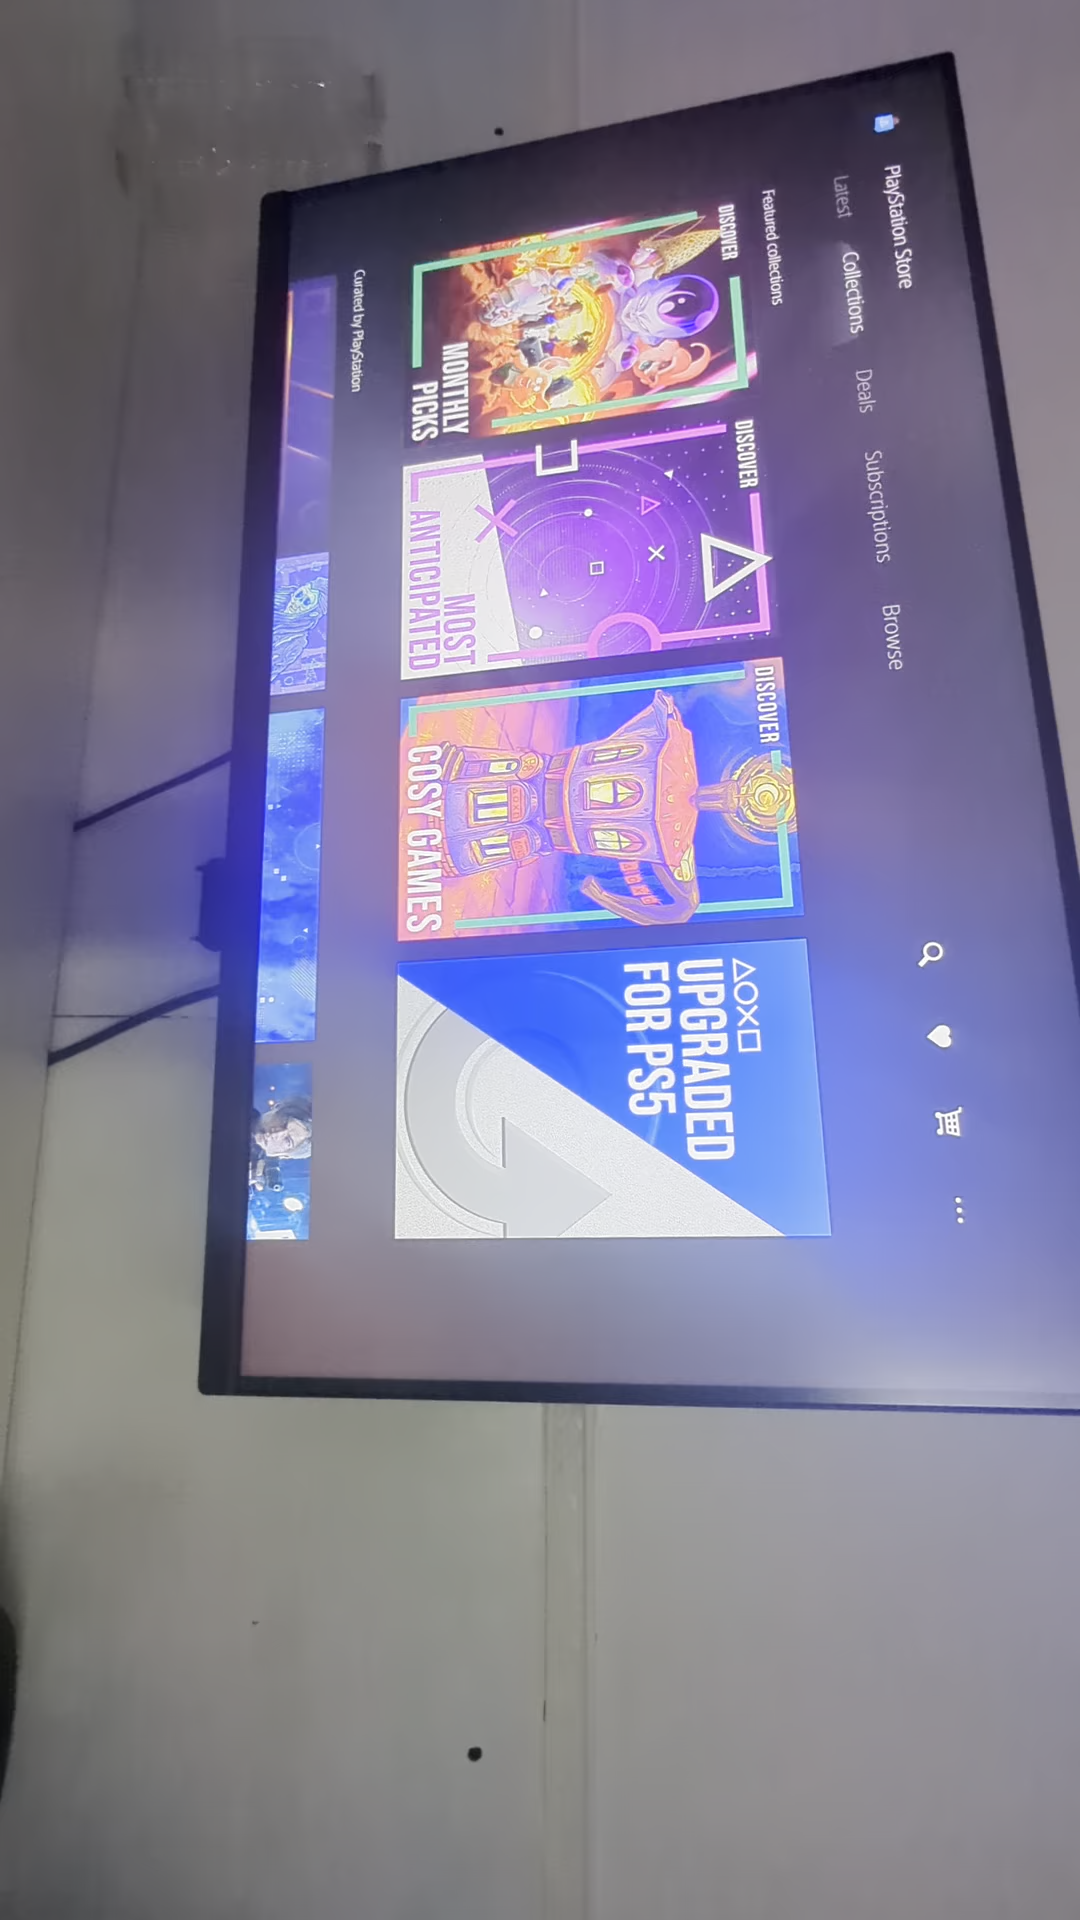 PlayStation Store
Latest
Collections
Deals
Subscriptions
Browse
Featured collections
DISCOVER
MONTHLY
PICKS
DISCOVER
MOST
ANTICIPATED
DISCOVER
COSY GAMES
UPGRADED
FOR PS5
Curated by PlayStation